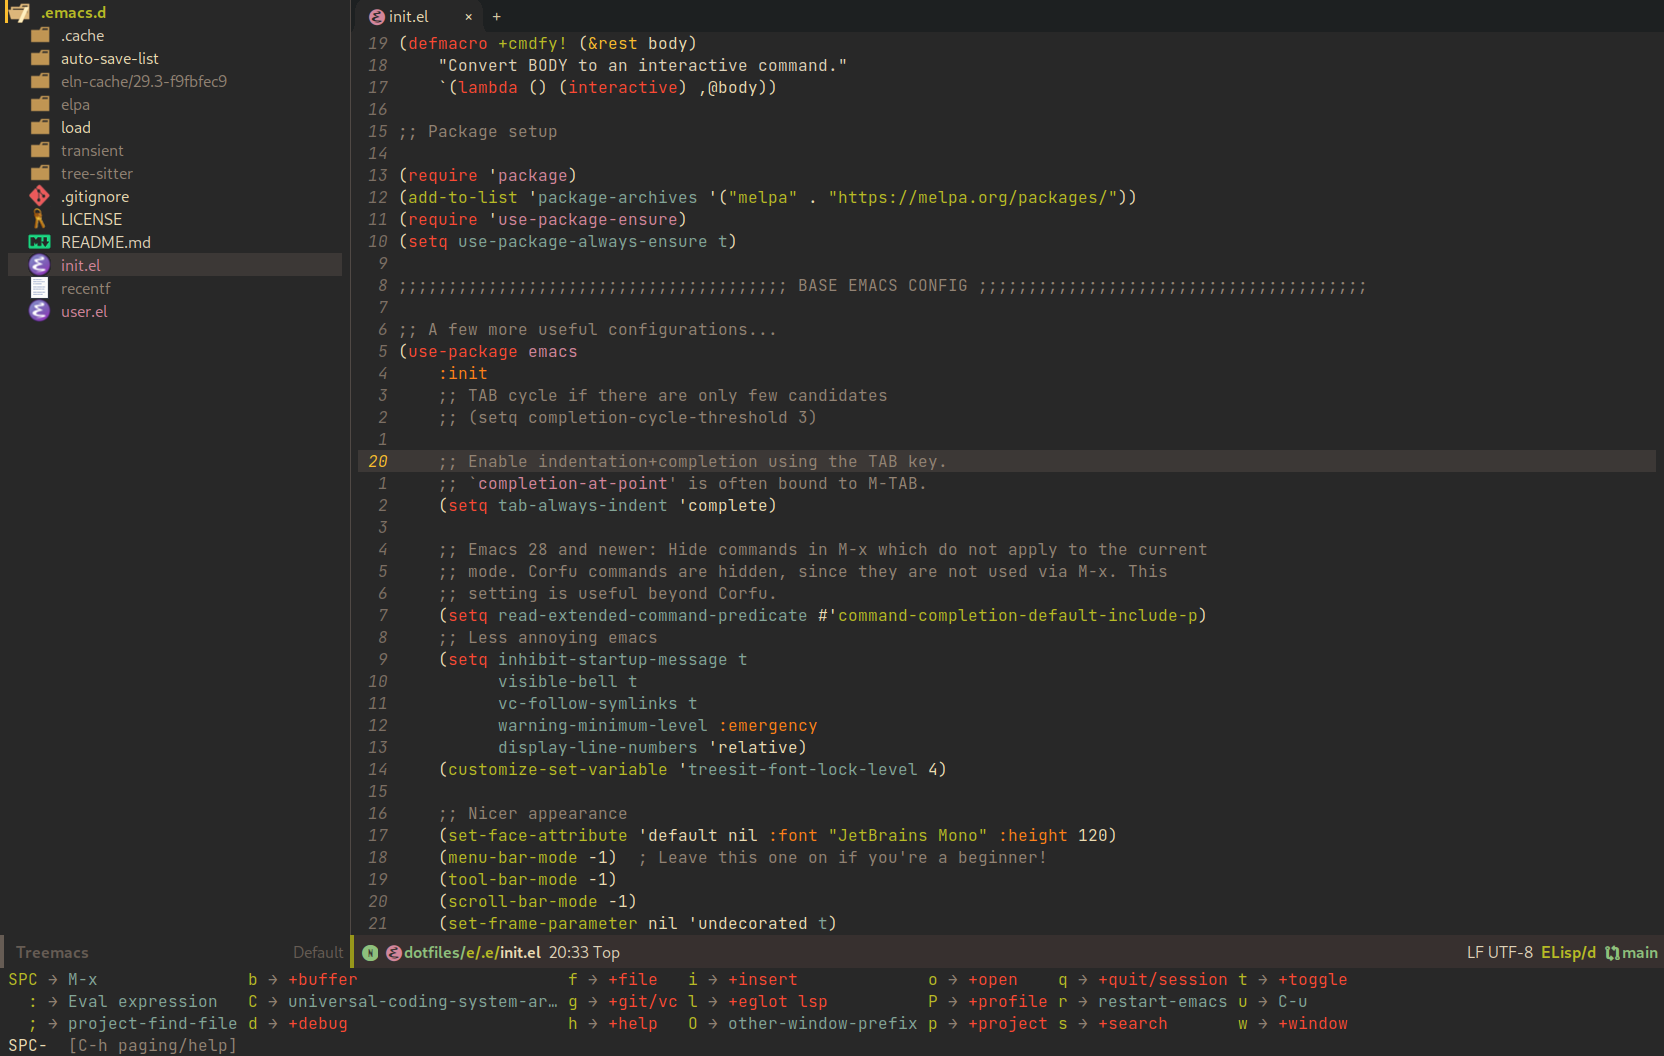 .emacs.d
.cache
auto-save-list
eln-cache/29.3-f9fbfec9
elpa
load
transient
tree-sitter
.gitignore
LICENSE
README.md
init.el
recentf
user.el
init.el × +
19 (defmacro +cmdfy! (&rest body)
18     "Convert BODY to an interactive command."
17     `(lambda () (interactive) ,@body))
16
15 ;; Package setup
14
13 (require 'package)
12 (add-to-list 'package-archives '("melpa" . "https://melpa.org/packages/"))
11 (require 'use-package-ensure)
10 (setq use-package-always-ensure t)
9
8 ;;;;;;;;;;;;;;;;;;;;;;;;;;;;;;;;;;;;;;; BASE EMACS CONFIG ;;;;;;;;;;;;;;;;;;;;;;;;;;;;;;;;;;;;;;;
7
6 ;; A few more useful configurations...
5 (use-package emacs
4     :init
3     ;; TAB cycle if there are only few candidates
2     ;; (setq completion-cycle-threshold 3)
1
20     ;; Enable indentation+completion using the TAB key.
1     ;; `completion-at-point' is often bound to M-TAB.
2     (setq tab-always-indent 'complete)
3
4     ;; Emacs 28 and newer: Hide commands in M-x which do not apply to the current
5     ;; mode. Corfu commands are hidden, since they are not used via M-x. This
6     ;; setting is useful beyond Corfu.
7     (setq read-extended-command-predicate #'command-completion-default-include-p)
8     ;; Less annoying emacs
9     (setq inhibit-startup-message t
10           visible-bell t
11           vc-follow-symlinks t
12           warning-minimum-level :emergency
13           display-line-numbers 'relative)
14     (customize-set-variable 'treesit-font-lock-level 4)
15
16     ;; Nicer appearance
17     (set-face-attribute 'default nil :font "JetBrains Mono" :height 120)
18     (menu-bar-mode -1)  ; Leave this one on if you're a beginner!
19     (tool-bar-mode -1)
20     (scroll-bar-mode -1)
21     (set-frame-parameter nil 'undecorated t)
Treemacs Default N dotfiles/e/.e/init.el 20:33 Top LF UTF-8 ELisp/d main
SPC → M-x b → +buffer f → +file i → +insert o → +open q → +quit/session t → +toggle
: → Eval expression C → universal-coding-system-ar… g → +git/vc l → +eglot lsp P → +profile r → restart-emacs u → C-u
; → project-find-file d → +debug h → +help O → other-window-prefix p → +project s → +search w → +window
SPC- [C-h paging/help]